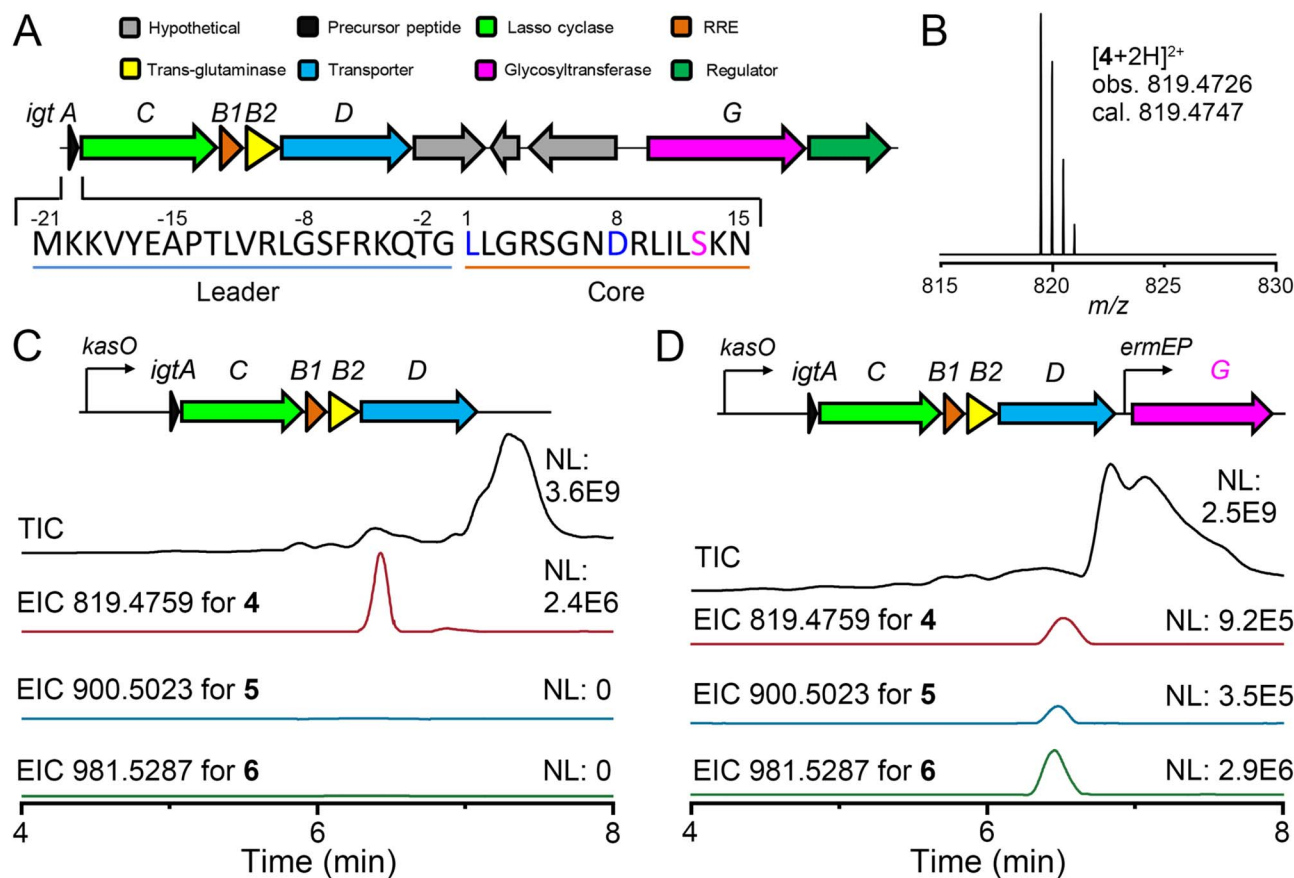 A
Hypothetical Precursor peptide Lasso cyclase RRE
Trans-glutaminase Transporter Glycosyltransferase Regulator
igt A C B1 B2 D G
-21 -15 -8 -2 1 8 15
MKKVYEAPTLVRLGSFRKQTG LLGRSGNDRLILSKN
Leader Core
B
[4+2H]2+
obs. 819.4726
cal. 819.4747
815 820 825 830
m/z
C
kasO
igtA C B1 B2 D
NL:
3.6E9
TIC
NL:
2.4E6
EIC 819.4759 for 4
EIC 900.5023 for 5 NL: 0
EIC 981.5287 for 6 NL: 0
4 6 8
Time (min)
D
kasO ermEP
igtA C B1 B2 D G
NL:
2.5E9
TIC
EIC 819.4759 for 4 NL: 9.2E5
EIC 900.5023 for 5 NL: 3.5E5
EIC 981.5287 for 6 NL: 2.9E6
4 6 8
Time (min)